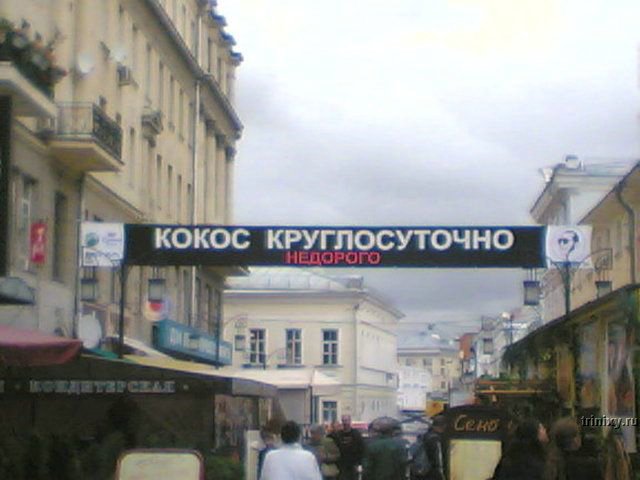 КОКОС КРУГЛОСУТОЧНО
НЕДОРОГО
КОНДИТЕРСКАЯ
Сено
trinixy.ru